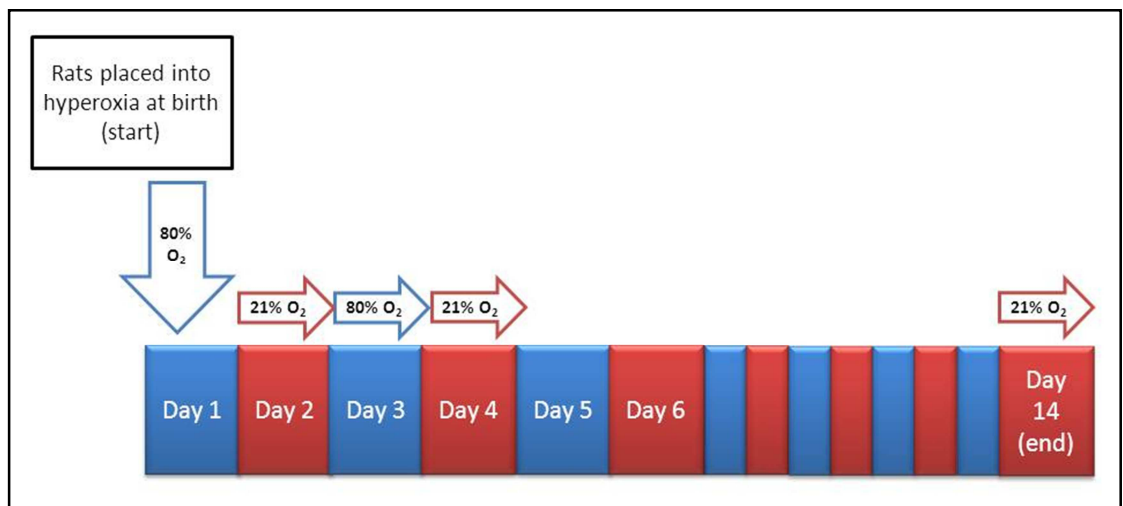 Rats placed into
hyperoxia at birth
(start)
80%
O₂
21% O₂
80% O₂
21% O₂
21% O₂
Day 1
Day 2
Day 3
Day 4
Day 5
Day 6
Day
14
(end)